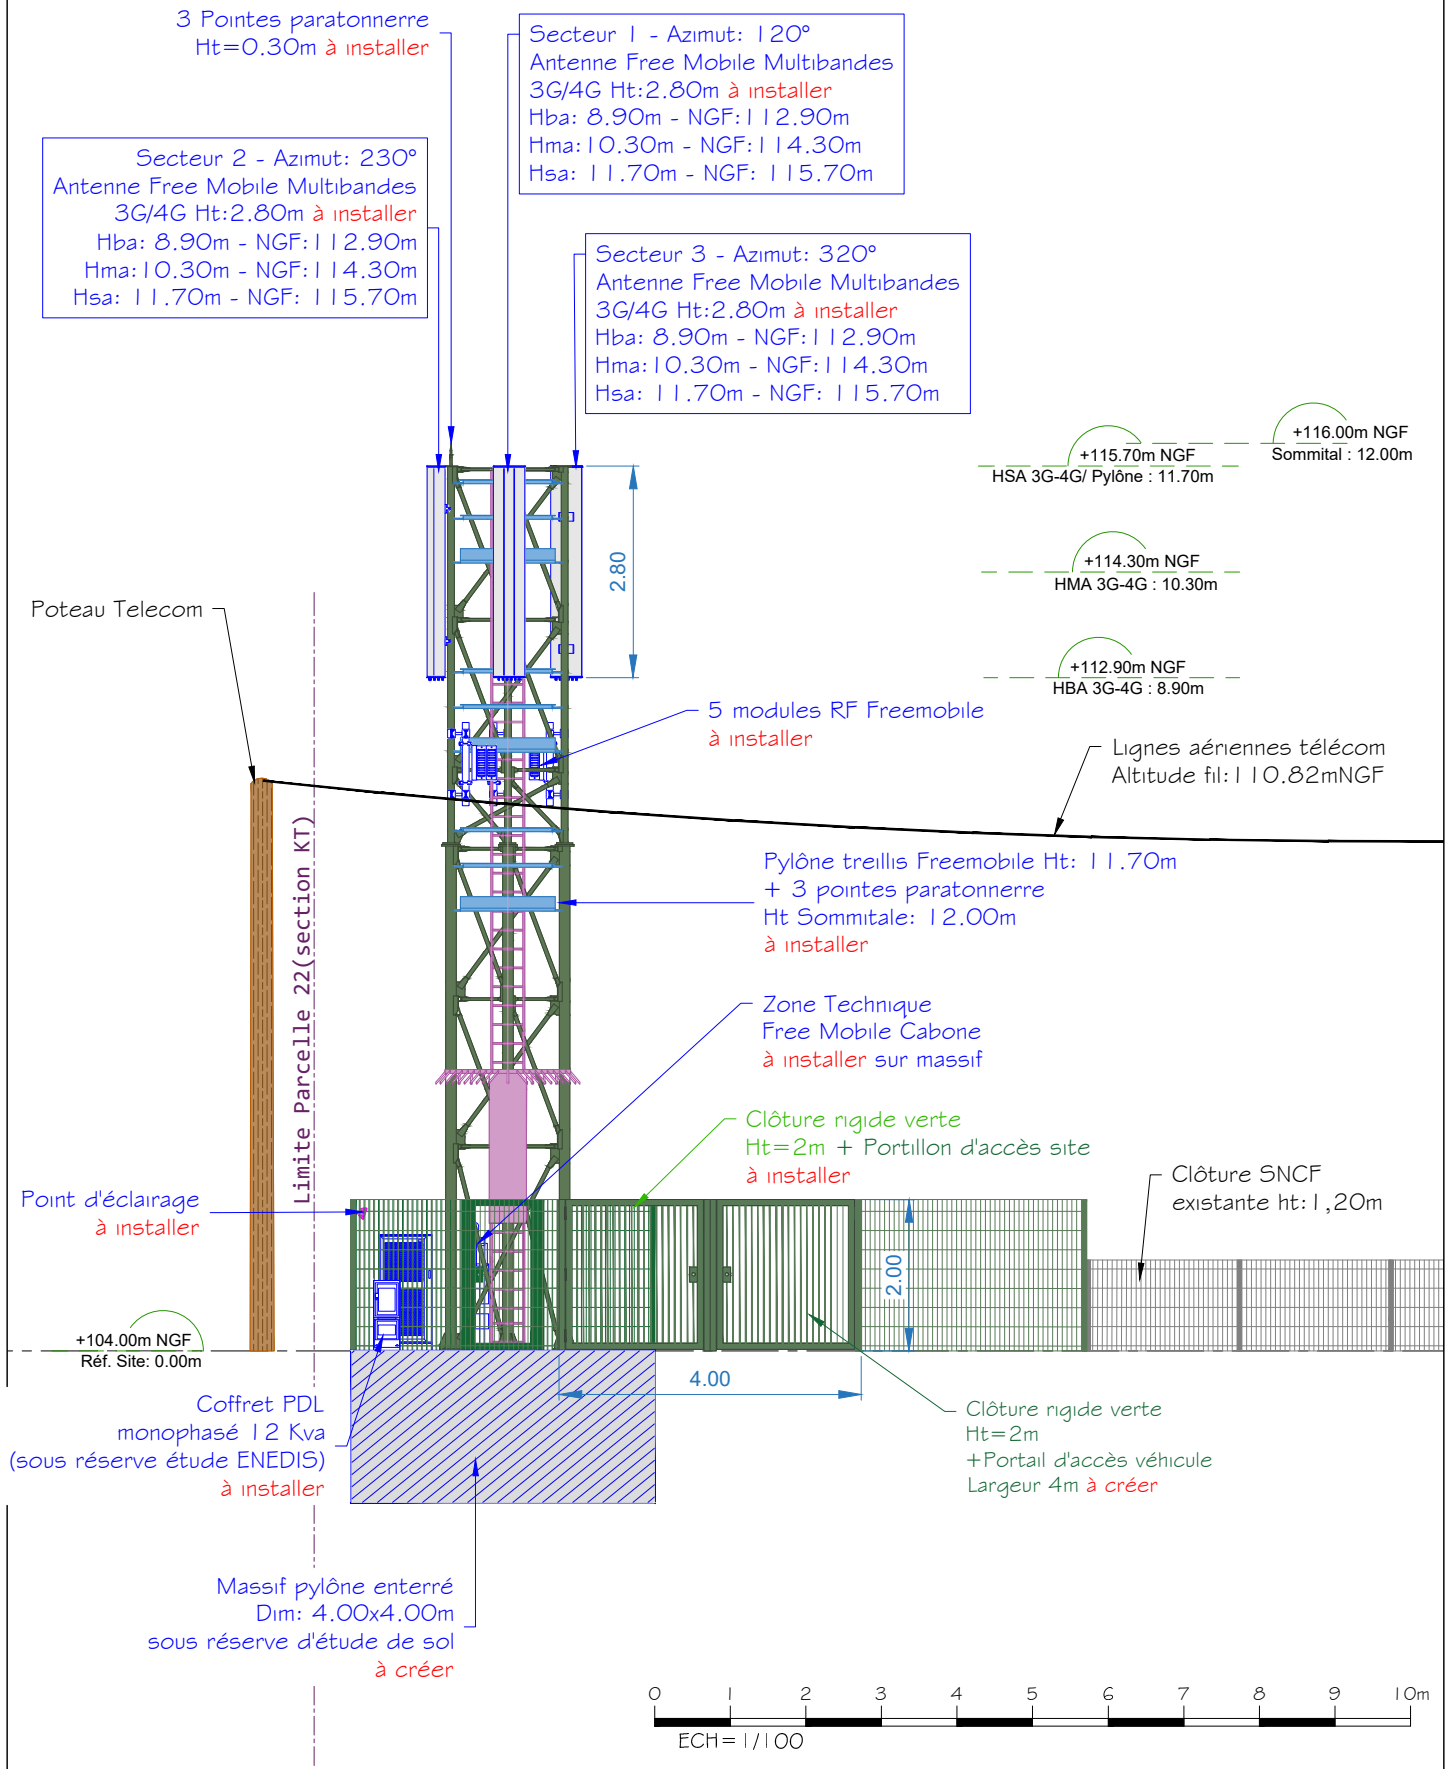 3 Pointes paratonnerre
Ht=0.30m à installer
Secteur 1 - Azimut: 120°
Antenne Free Mobile Multibandes
3G/4G Ht:2.80m à installer
Hba: 8.90m - NGF:112.90m
Hma:10.30m - NGF:114.30m
Hsa: 11.70m - NGF: 115.70m
Secteur 2 - Azimut: 230°
Antenne Free Mobile Multibandes
3G/4G Ht:2.80m à installer
Hba: 8.90m - NGF:112.90m
Hma:10.30m - NGF:114.30m
Hsa: 11.70m - NGF: 115.70m
Secteur 3 - Azimut: 320°
Antenne Free Mobile Multibandes
3G/4G Ht:2.80m à installer
Hba: 8.90m - NGF:112.90m
Hma:10.30m - NGF:114.30m
Hsa: 11.70m - NGF: 115.70m
+116.00m NGF
Sommital : 12.00m
+115.70m NGF
HSA 3G-4G/ Pylône : 11.70m
2.80
+114.30m NGF
HMA 3G-4G : 10.30m
Poteau Telecom
+112.90m NGF
HBA 3G-4G : 8.90m
5 modules RF Freemobile
à installer
Lignes aériennes télécom
Altitude fil:110.82mNGF
Limite Parcelle 22(section KT)
Pylône treillis Freemobile Ht: 11.70m
+ 3 pointes paratonnerre
Ht Sommitale: 12.00m
à installer
Zone Technique
Free Mobile Cabone
à installer sur massif
Clôture rigide verte
Ht=2m + Portillon d'accès site
à installer
Clôture SNCF
existante ht:1,20m
Point d'éclairage
à installer
2.00
+104.00m NGF
Réf. Site: 0.00m
4.00
Coffret PDL
monophasé 12 Kva
(sous réserve étude ENEDIS)
à installer
Clôture rigide verte
Ht=2m
+Portail d'accès véhicule
Largeur 4m à créer
Massif pylône enterré
Dim: 4.00x4.00m
sous réserve d'étude de sol
à créer
0 1 2 3 4 5 6 7 8 9 10m
ECH=1/100